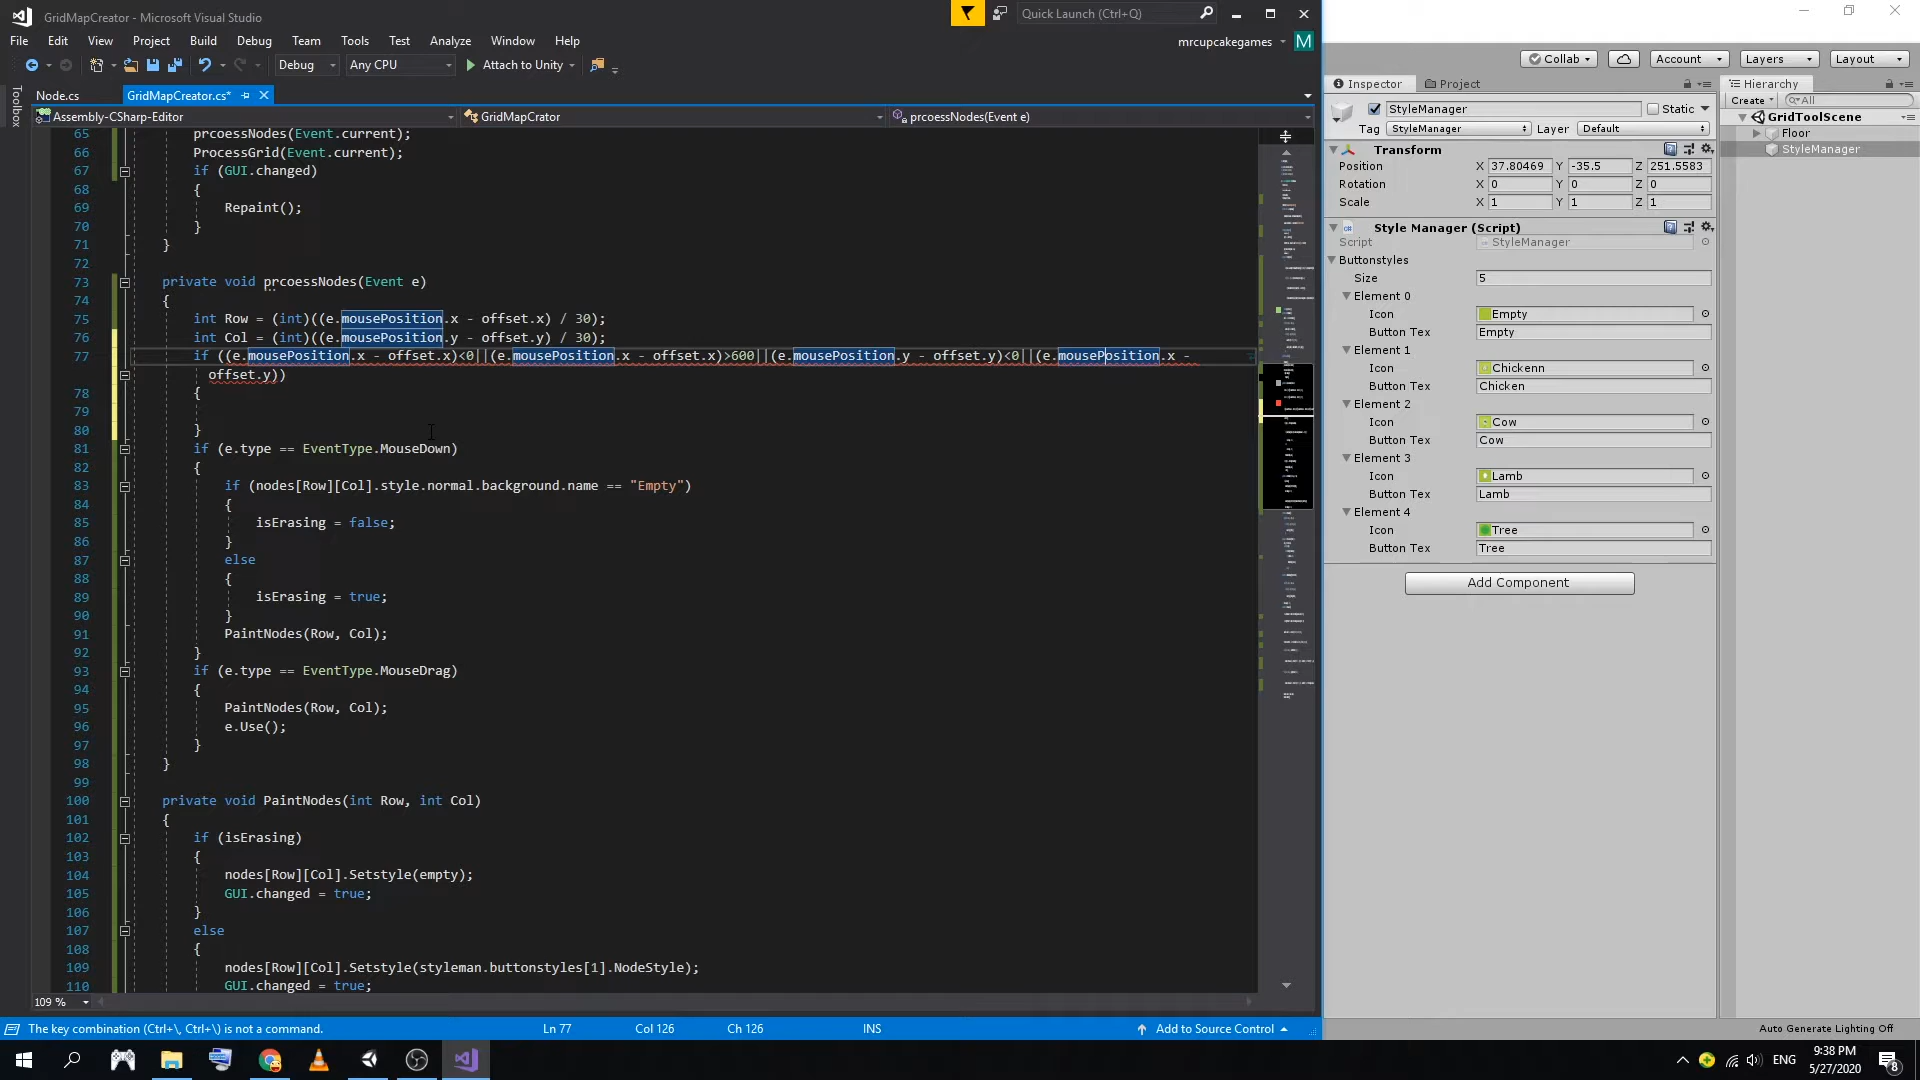 GridMapCreator - Microsoft Visual Studio
Quick Launch (Ctrl+Q)
File Edit View Project Build Debug Team Tools Test Analyze Window Help
mrcupcakegames M
Debug Any CPU Attach to Unity
Toolbox
Node.cs GridMapCreator.cs*
Assembly-CSharp-Editor GridMapCrator prcoessNodes(Event e)
65 prcoessNodes(Event.current);
66 ProcessGrid(Event.current);
67 if (GUI.changed)
68 {
69 Repaint();
70 }
71 }
72
73 private void prcoessNodes(Event e)
74 {
75 int Row = (int)((e.mousePosition.x - offset.x) / 30);
76 int Col = (int)((e.mousePosition.y - offset.y) / 30);
77 if ((e.mousePosition.x - offset.x)<0||(e.mousePosition.x - offset.x)>600||(e.mousePosition.y - offset.y)<0||(e.mousePosition.x -
offset.y))
78 {
79
80 }
81 if (e.type == EventType.MouseDown)
82 {
83 if (nodes[Row][Col].style.normal.background.name == "Empty")
84 {
85 isErasing = false;
86 }
87 else
88 {
89 isErasing = true;
90 }
91 PaintNodes(Row, Col);
92 }
93 if (e.type == EventType.MouseDrag)
94 {
95 PaintNodes(Row, Col);
96 e.Use();
97 }
98 }
99
100 private void PaintNodes(int Row, int Col)
101 {
102 if (isErasing)
103 {
104 nodes[Row][Col].Setstyle(empty);
105 GUI.changed = true;
106 }
107 else
108 {
109 nodes[Row][Col].Setstyle(styleman.buttonstyles[1].NodeStyle);
110 GUI.changed = true;
109 %
The key combination (Ctrl+\, Ctrl+\) is not a command. Ln 77 Col 126 Ch 126 INS Add to Source Control
Collab Account Layers Layout
Inspector Project
StyleManager Static
Tag StyleManager Layer Default
Transform
Position X 37.80469 Y -35.5 Z 251.5583
Rotation X 0 Y 0 Z 0
Scale X 1 Y 1 Z 1
Style Manager (Script)
Script StyleManager
Buttonstyles
Size 5
Element 0
Icon Empty
Button Tex Empty
Element 1
Icon Chickenn
Button Tex Chicken
Element 2
Icon Cow
Button Tex Cow
Element 3
Icon Lamb
Button Tex Lamb
Element 4
Icon Tree
Button Tex Tree
Add Component
Hierarchy
Create All
GridToolScene
Floor
StyleManager
Auto Generate Lighting Off
ENG
9:38 PM
5/27/2020
8